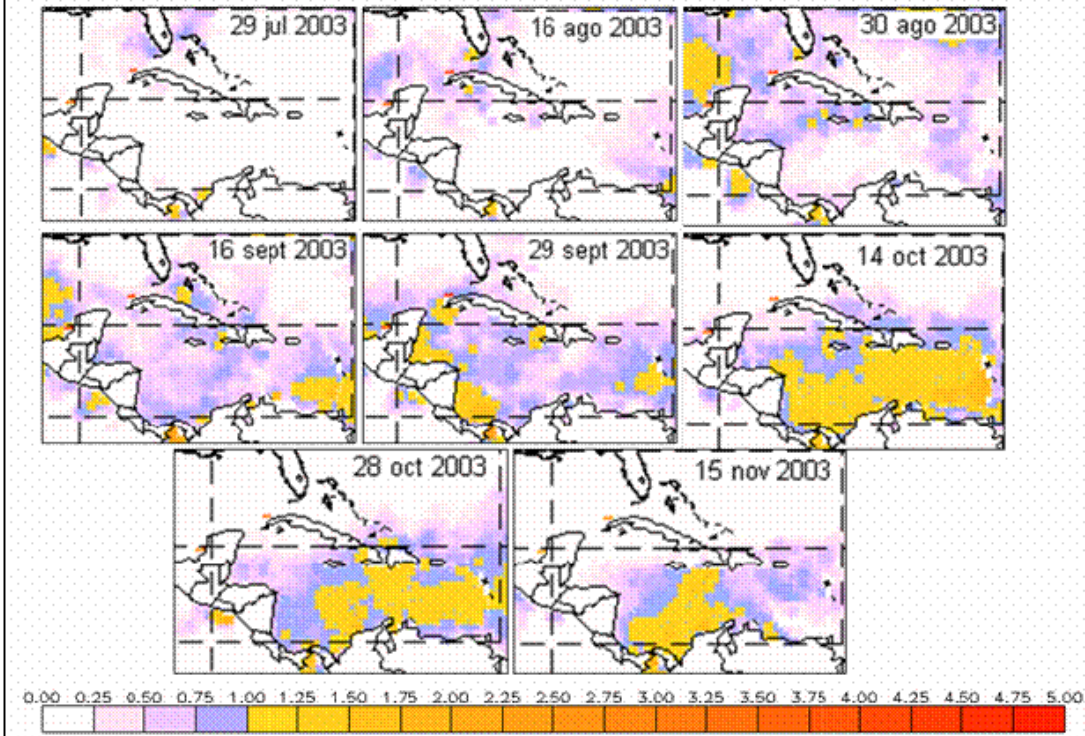 29 jul 2003
16 ago 2003
30 ago 2003
16 sept 2003
29 sept 2003
14 oct 2003
28 oct 2003
15 nov 2003
0.00 0.25 0.50 0.75 1.00 1.25 1.50 1.75 2.00 2.25 2.50 2.75 3.00 3.25 3.50 3.75 4.00 4.25 4.50 4.75 5.00